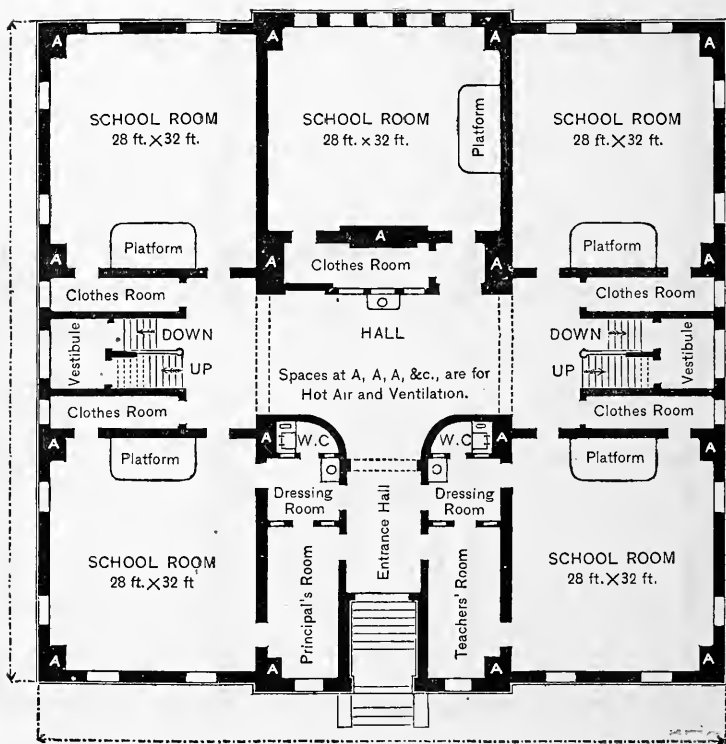 A
A
A
A
SCHOOL ROOM
28 ft. × 32 ft.
SCHOOL ROOM
28 ft. x 32 ft.
Platform
SCHOOL ROOM
28 ft. × 32 ft.
Platform
A
Platform
A
A
A
A
Clothes Room
Clothes Room
Clothes Room
Vestibule
DOWN
UP
HALL
Spaces at A, A, A, &c., are for
Hot Air and Ventilation.
DOWN
UP
Vestibule
Clothes Room
Clothes Room
A
Platform
A
W.C
W.C
A
Platform
A
Dressing
Room
Dressing
Room
SCHOOL ROOM
28 ft. × 32 ft
Principal's Room
Entrance Hall
Teachers' Room
SCHOOL ROOM
28 ft. × 32 ft.
A
A
A
A